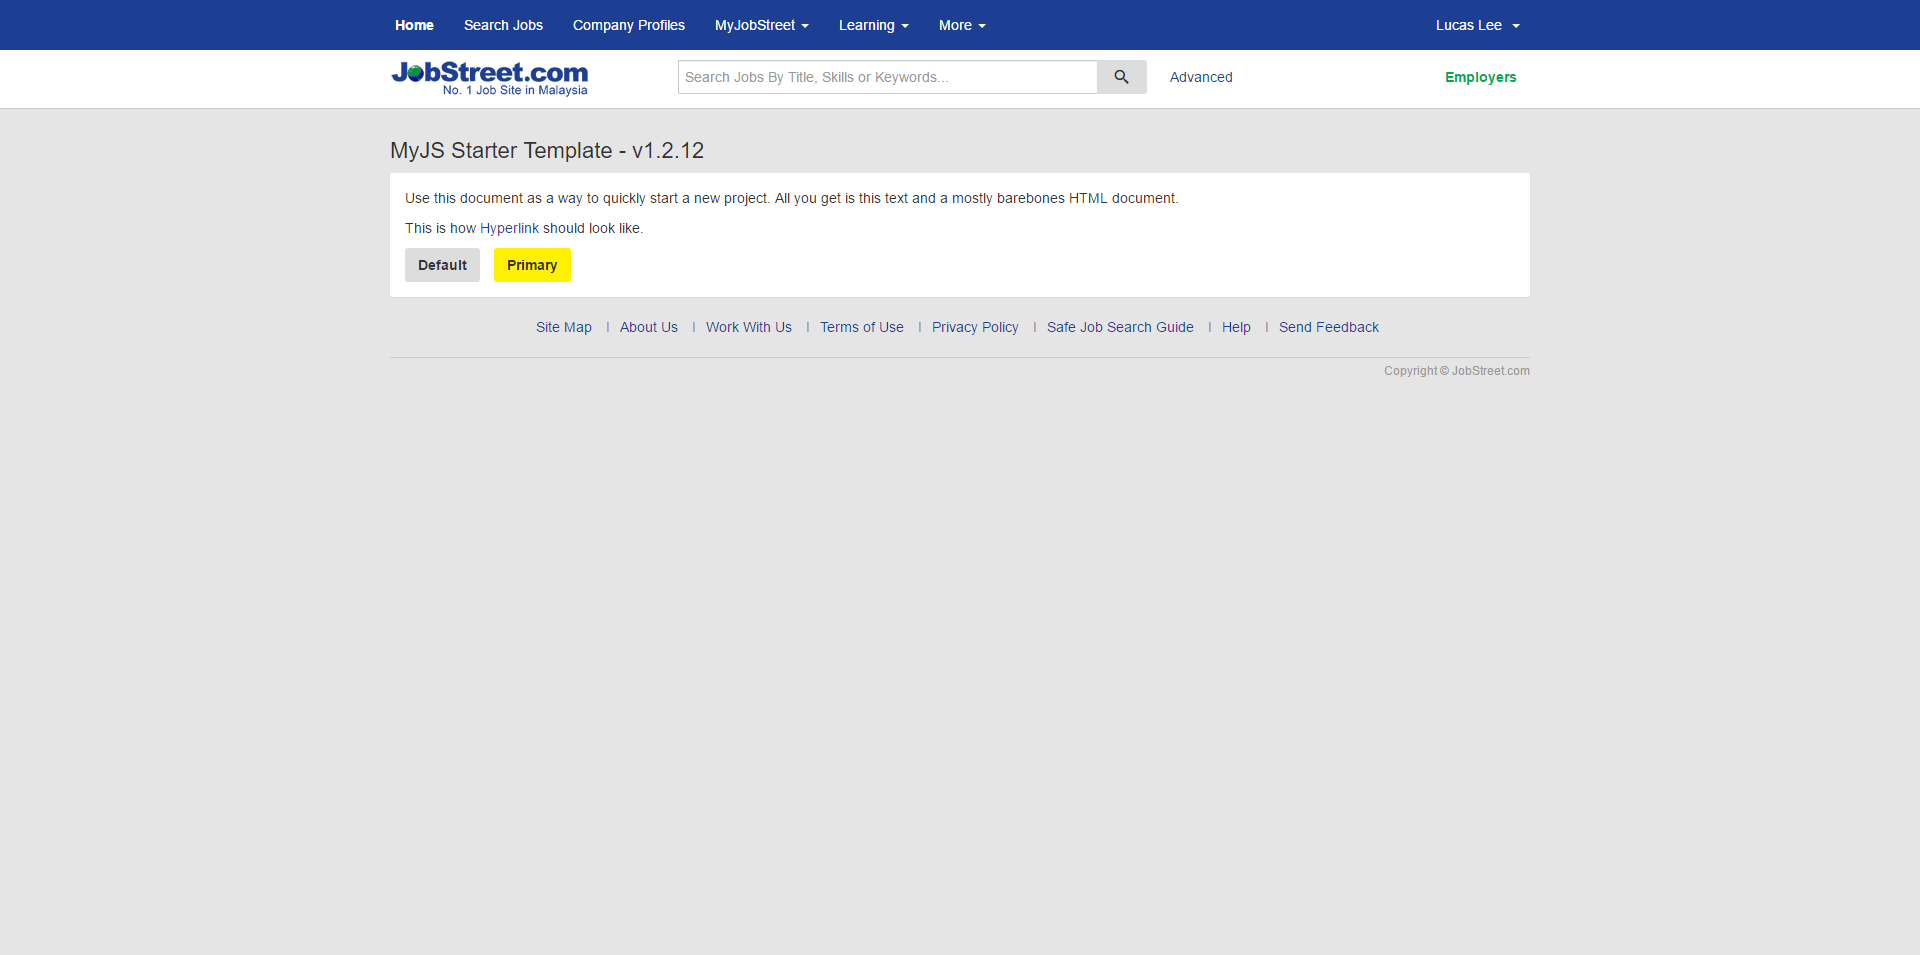 Home Search Jobs Company Profiles MyJobStreet Learning More Lucas Lee
JobStreet.com
No. 1 Job Site in Malaysia
Search Jobs By Title, Skills or Keywords...
Advanced
Employers
MyJS Starter Template - v1.2.12
Use this document as a way to quickly start a new project. All you get is this text and a mostly barebones HTML document.
This is how Hyperlink should look like.
Default Primary
Site Map | About Us | Work With Us | Terms of Use | Privacy Policy | Safe Job Search Guide | Help | Send Feedback
Copyright © JobStreet.com